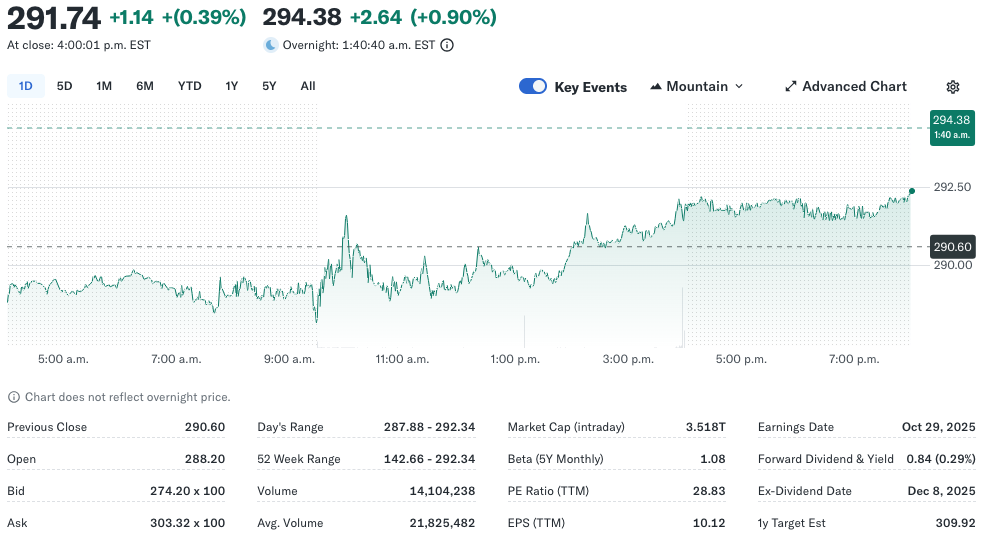 291.74 +1.14 +(0.39%) 294.38 +2.64 (+0.90%)
At close: 4:00:01 p.m. EST Overnight: 1:40:40 a.m. EST
1D 5D 1M 6M YTD 1Y 5Y All Key Events Mountain Advanced Chart
294.38
1:40 a.m.
292.50
290.60
290.00
5:00 a.m. 7:00 a.m. 9:00 a.m. 11:00 a.m. 1:00 p.m. 3:00 p.m. 5:00 p.m. 7:00 p.m.
Chart does not reflect overnight price.
Previous Close 290.60 Day's Range 287.88 - 292.34 Market Cap (intraday) 3.518T Earnings Date Oct 29, 2025
Open 288.20 52 Week Range 142.66 - 292.34 Beta (5Y Monthly) 1.08 Forward Dividend & Yield 0.84 (0.29%)
Bid 274.20 x 100 Volume 14,104,238 PE Ratio (TTM) 28.83 Ex-Dividend Date Dec 8, 2025
Ask 303.32 x 100 Avg. Volume 21,825,482 EPS (TTM) 10.12 1y Target Est 309.92